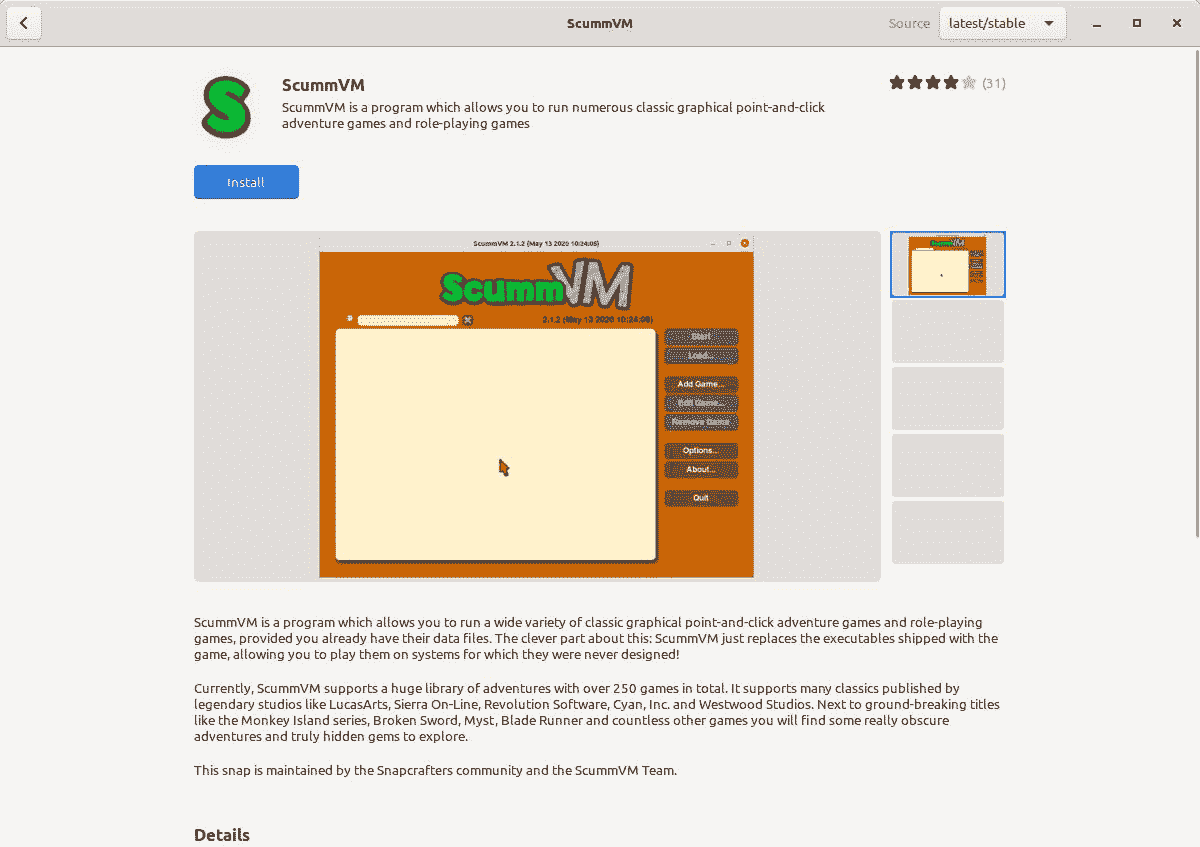 ScummVM
Source
latest/stable
ScummVM
(31)
ScummVM is a program which allows you to run numerous classic graphical point-and-click
adventure games and role-playing games
Install
ScummVM 2.1.2 (May 13 2020 10:24:05)
ScummVM
2.1.2 (May 13 2020 10:24:05)
Start
Load...
Add Game...
Edit Game...
Remove Game
Options...
About...
Quit
ScummVM is a program which allows you to run a wide variety of classic graphical point-and-click adventure games and role-playing
games, provided you already have their data files. The clever part about this: ScummVM just replaces the executables shipped with the
game, allowing you to play them on systems for which they were never designed!
Currently, ScummVM supports a huge library of adventures with over 250 games in total. It supports many classics published by
legendary studios like LucasArts, Sierra On-Line, Revolution Software, Cyan, Inc. and Westwood Studios. Next to ground-breaking titles
like the Monkey Island series, Broken Sword, Myst, Blade Runner and countless other games you will find some really obscure
adventures and truly hidden gems to explore.
This snap is maintained by the Snapcrafters community and the ScummVM Team.
Details